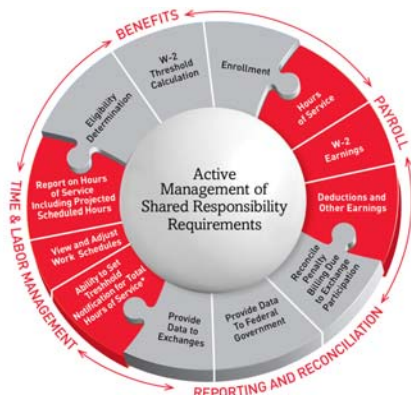 BENEFITS
Eligibility
Determination
W-2
Threshold
Calculation
Enrollment
PAYROLL
Hours
of Service
W-2
Earnings
Deductions and
Other Earnings
REPORTING AND RECONCILIATION
Reconcile
Penalty
Billing Due
to Exchange
Participation
Provide Data
To Federal
Government
Provide
Data to
Exchanges
TIME & LABOR MANAGEMENT
Ability to Set
Treshhold
Notification for Total
Hours of Service*
View and Adjust
Work Schedules
Report on Hours
of Service
Including Projected
Scheduled Hours
Active
Management of
Shared Responsibility
Requirements